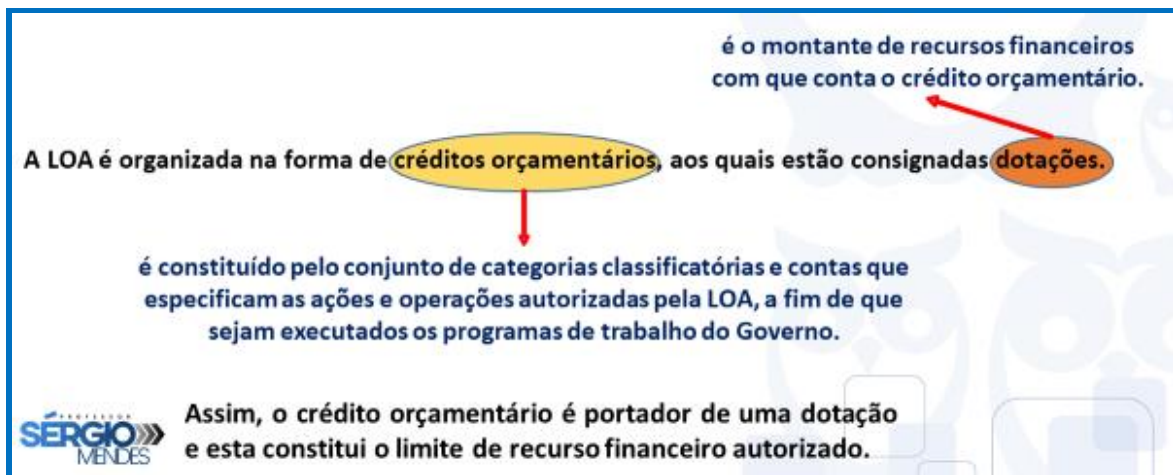 é o montante de recursos financeiros
com que conta o crédito orçamentário.
A LOA é organizada na forma de créditos orçamentários, aos quais estão consignadas dotações.
é constituído pelo conjunto de categorias classificatórias e contas que
especificam as ações e operações autorizadas pela LOA, a fim de que
sejam executados os programas de trabalho do Governo.
Assim, o crédito orçamentário é portador de uma dotação
e esta constitui o limite de recurso financeiro autorizado.
PROFESSOR
SÉRGIO
MENDES